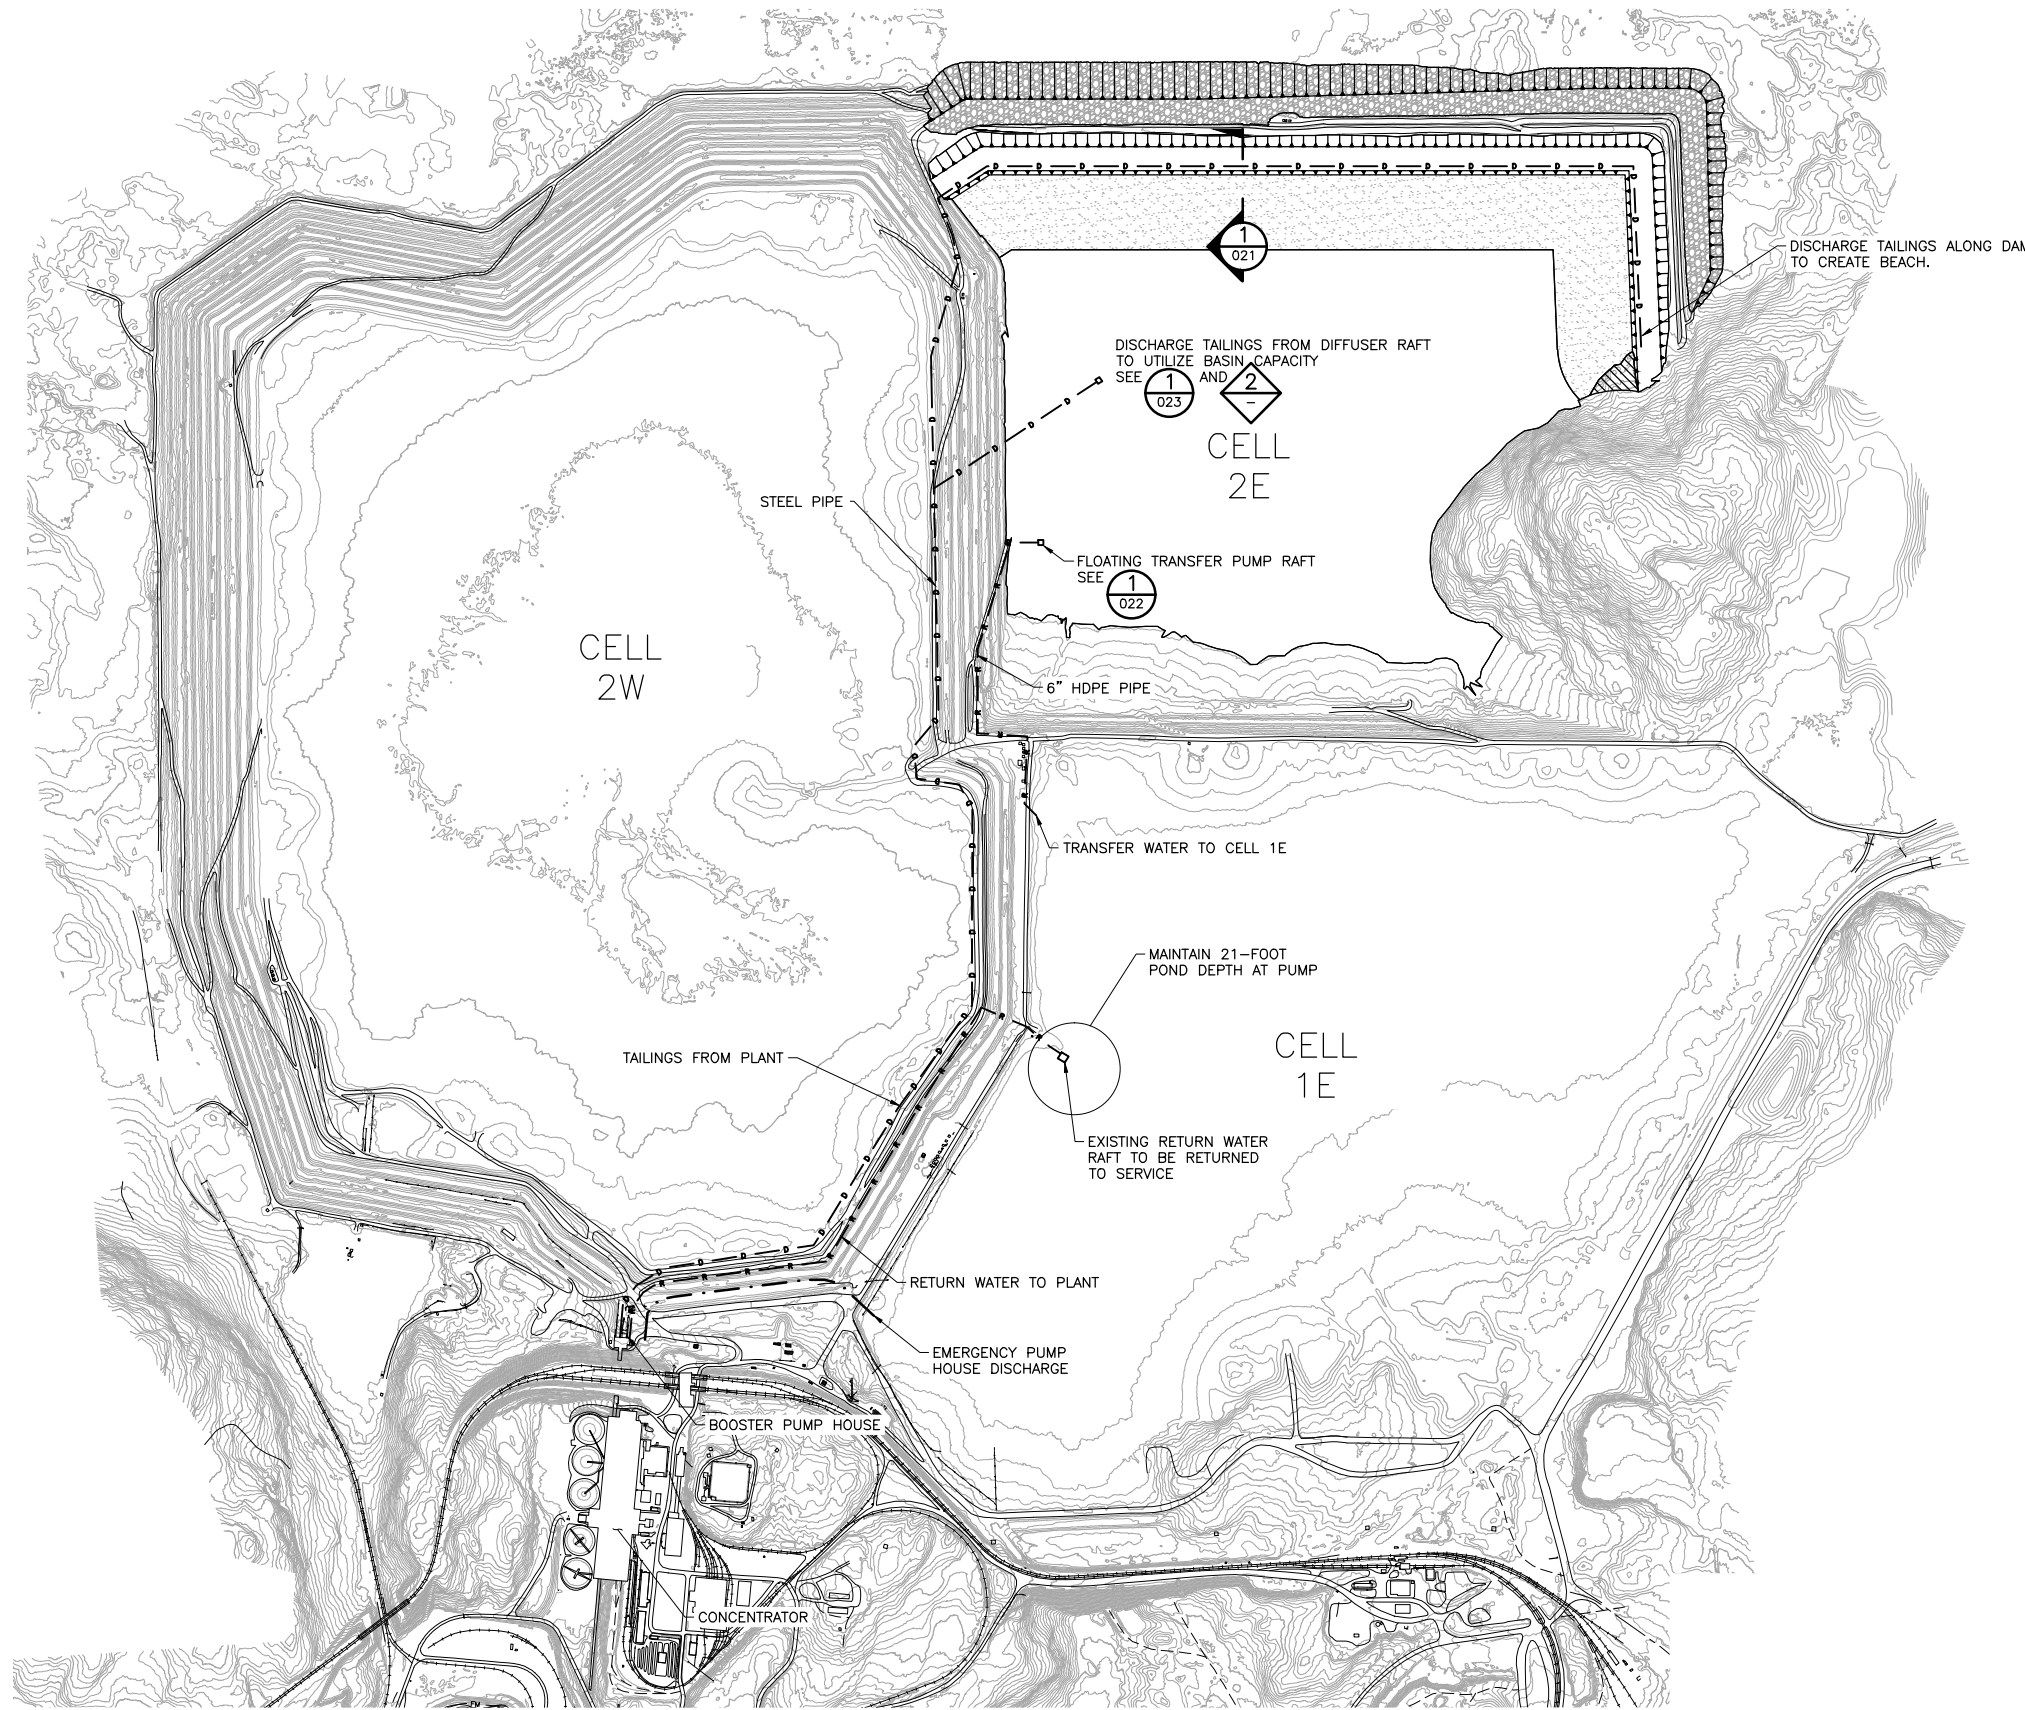 DISCHARGE TAILINGS ALONG DAM
TO CREATE BEACH.
1
021
DISCHARGE TAILINGS FROM DIFFUSER RAFT
TO UTILIZE BASIN CAPACITY
SEE 1 AND 2
023 –
CELL
2E
STEEL PIPE
FLOATING TRANSFER PUMP RAFT
SEE 1
022
CELL
2W
6" HDPE PIPE
TRANSFER WATER TO CELL 1E
MAINTAIN 21–FOOT
POND DEPTH AT PUMP
CELL
1E
TAILINGS FROM PLANT
EXISTING RETURN WATER
RAFT TO BE RETURNED
TO SERVICE
RETURN WATER TO PLANT
EMERGENCY PUMP
HOUSE DISCHARGE
BOOSTER PUMP HOUSE
CONCENTRATOR